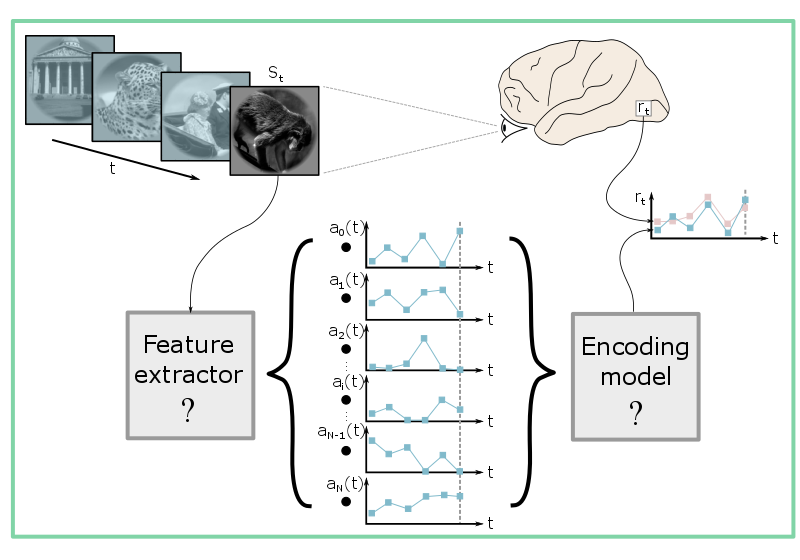 S_t
t
r_t
r_t
t
a_0(t)
t
a_1(t)
t
a_2(t)
t
a_i(t)
t
a_{N-1}(t)
t
a_N(t)
t
Feature
extractor
?
Encoding
model
?